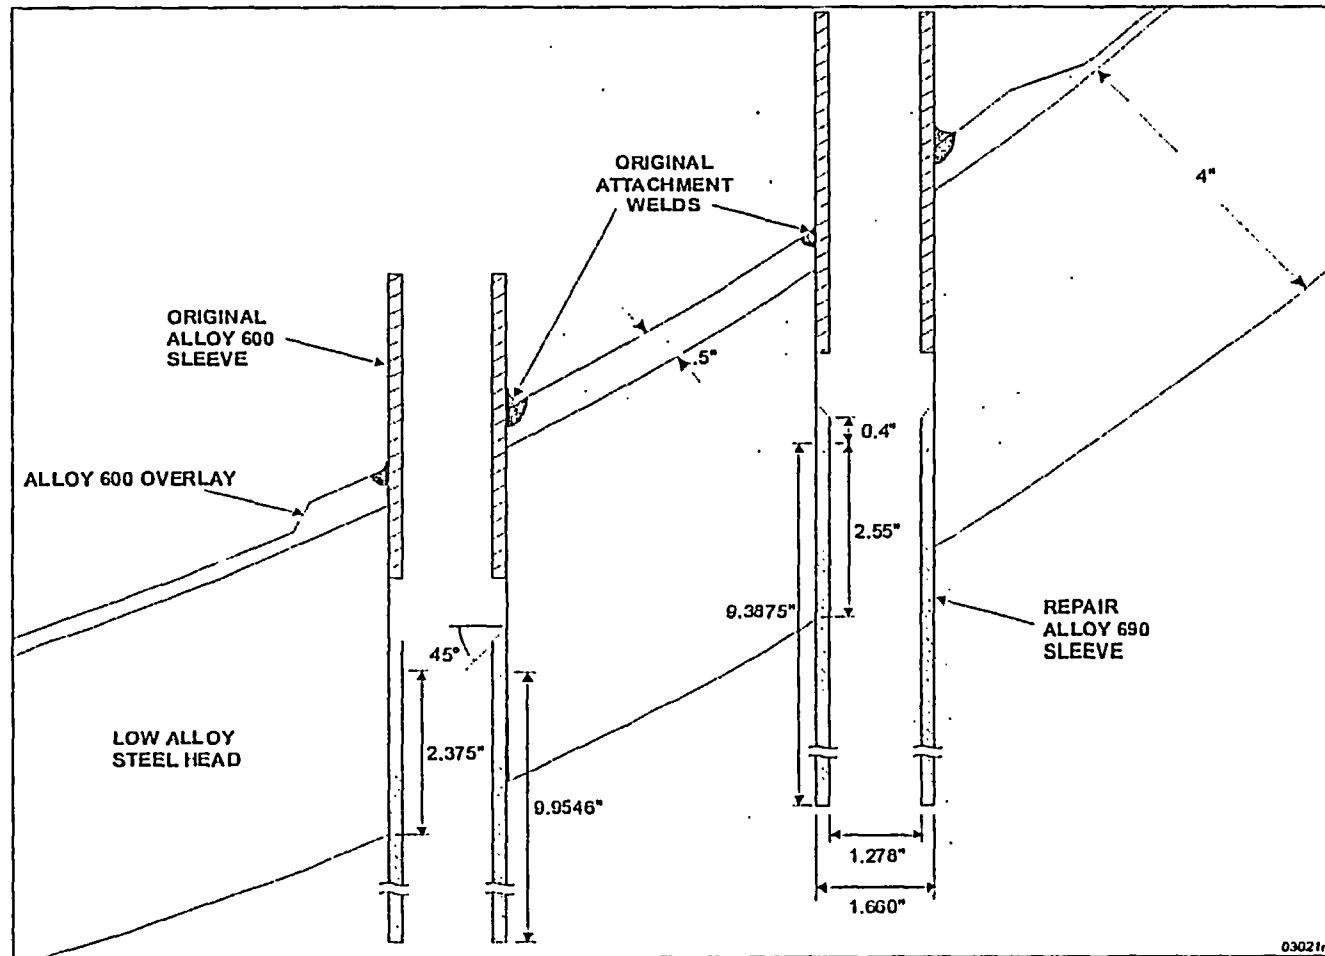 ORIGINAL
ATTACHMENT
WELDS
4"
ORIGINAL
ALLOY 600
SLEEVE
.5"
0.4"
ALLOY 600 OVERLAY
2.55"
9.3875"
REPAIR
ALLOY 690
SLEEVE
45°
LOW ALLOY
STEEL HEAD
2.375"
9.9546"
1.278"
1.660"